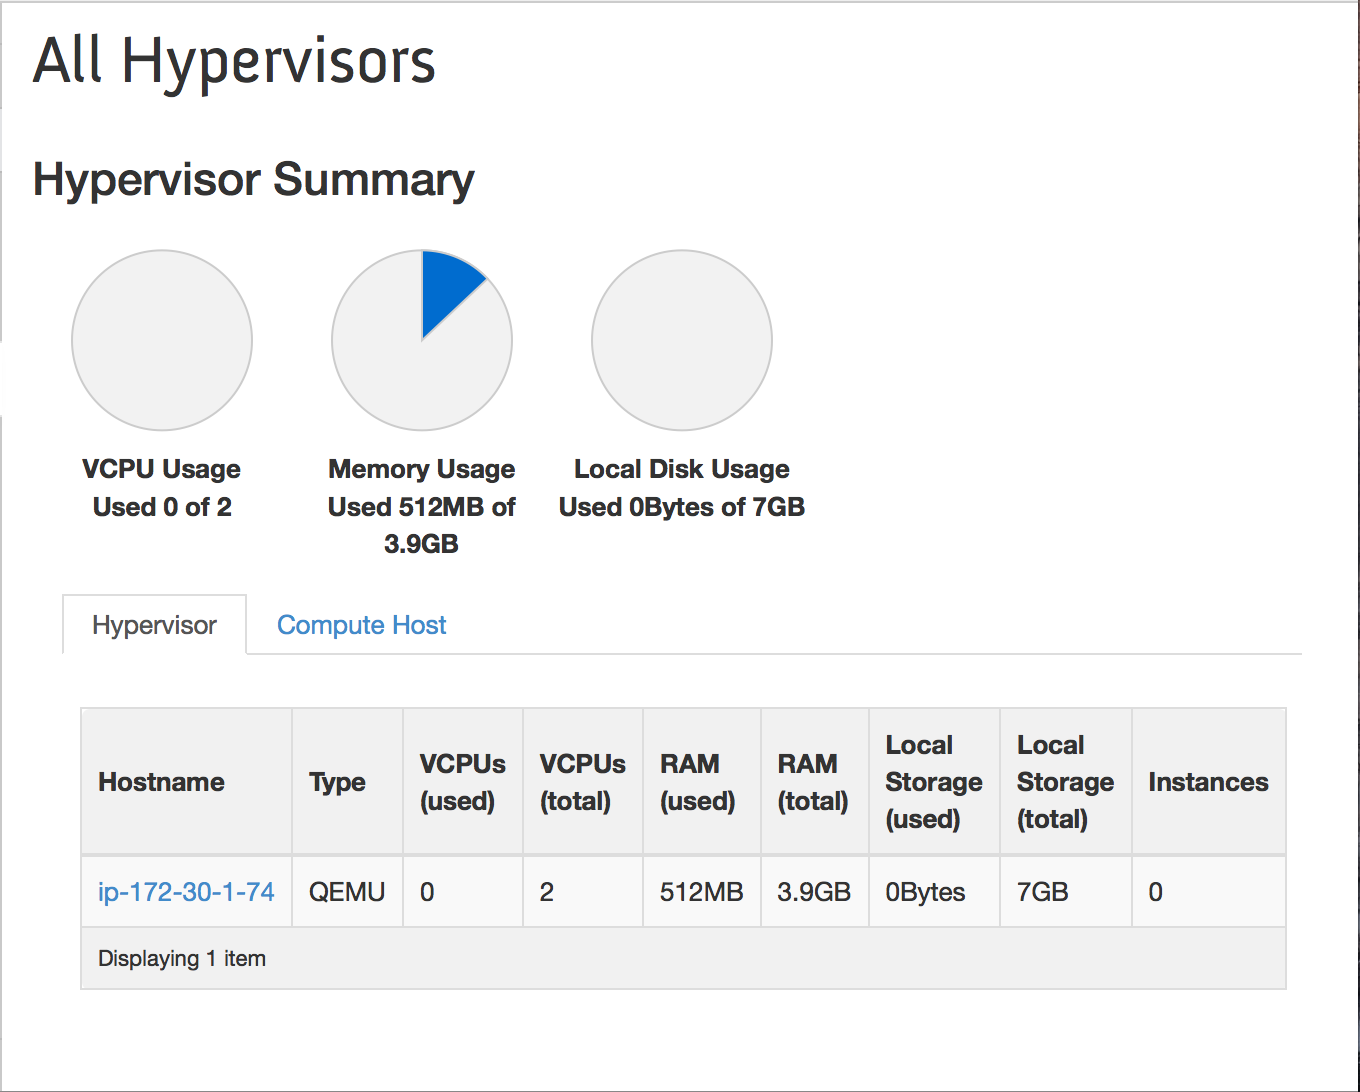 All Hypervisors
Hypervisor Summary
VCPU Usage
Used 0 of 2
Memory Usage
Used 512MB of
3.9GB
Local Disk Usage
Used 0Bytes of 7GB
Hypervisor
Compute Host
Hostname
Type
VCPUs
(used)
VCPUs
(total)
RAM
(used)
RAM
(total)
Local
Storage
(used)
Local
Storage
(total)
Instances
ip-172-30-1-74 QEMU 0 2 512MB 3.9GB 0Bytes 7GB 0
Displaying 1 item